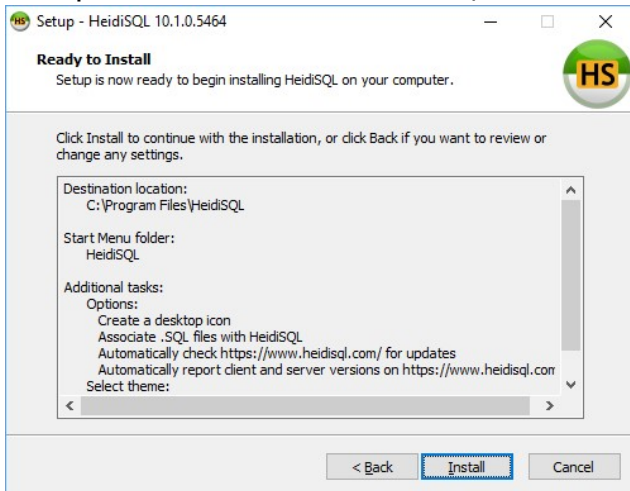 HS Setup - HeidiSQL 10.1.0.5464
Ready to Install
Setup is now ready to begin installing HeidiSQL on your computer.
HS
Click Install to continue with the installation, or click Back if you want to review or
change any settings.
Destination location:
C:\Program Files\HeidiSQL
Start Menu folder:
HeidiSQL
Additional tasks:
Options:
Create a desktop icon
Associate .SQL files with HeidiSQL
Automatically check https://www.heidisql.com/ for updates
Automatically report client and server versions on https://www.heidisql.com
Select theme:
< Back
Install
Cancel